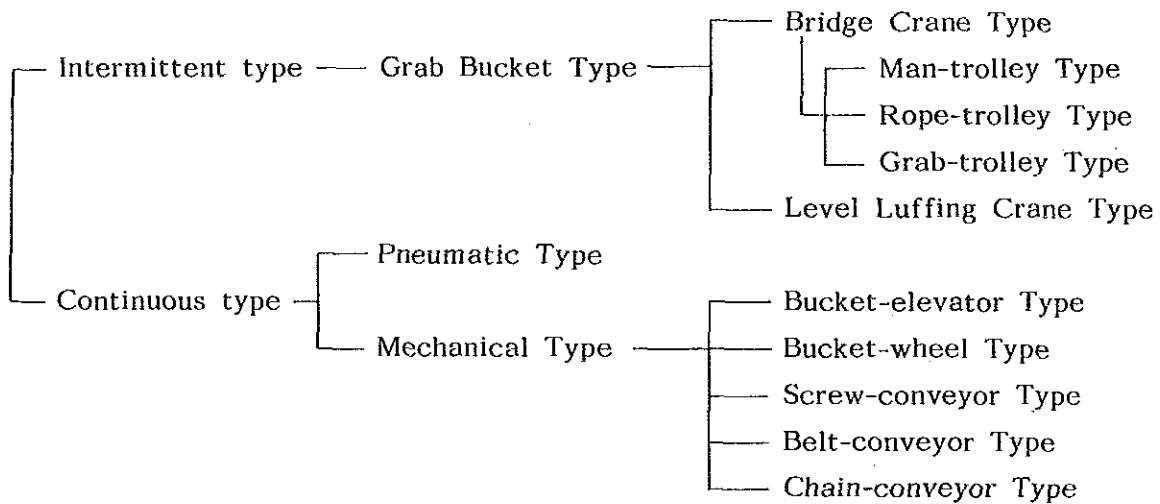 Bridge Crane Type
Intermittent type Grab Bucket Type Man-trolley Type
Rope-trolley Type
Grab-trolley Type
Level Luffing Crane Type
Pneumatic Type
Continuous type Bucket-elevator Type
Mechanical Type Bucket-wheel Type
Screw-conveyor Type
Belt-conveyor Type
Chain-conveyor Type